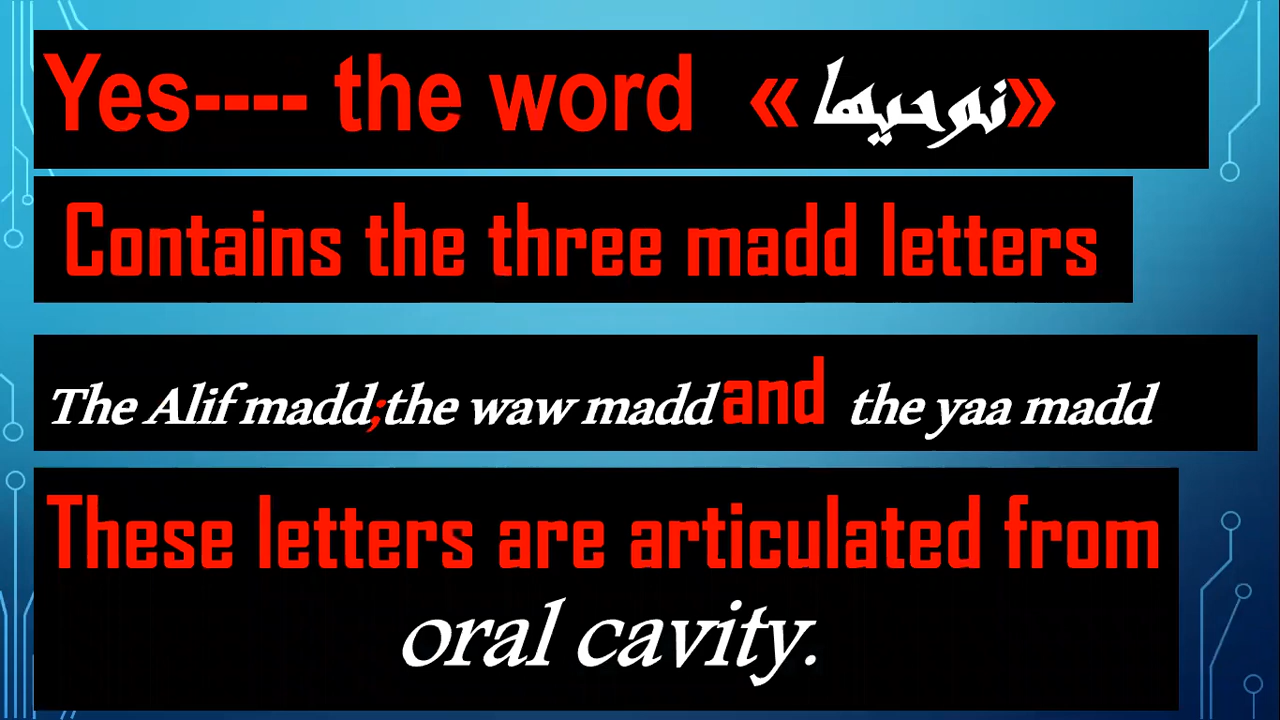 Yes---- the word «نوحيها»
Contains the three madd letters
The Alif madd;the waw madd and the yaa madd
These letters are articulated from
oral cavity.